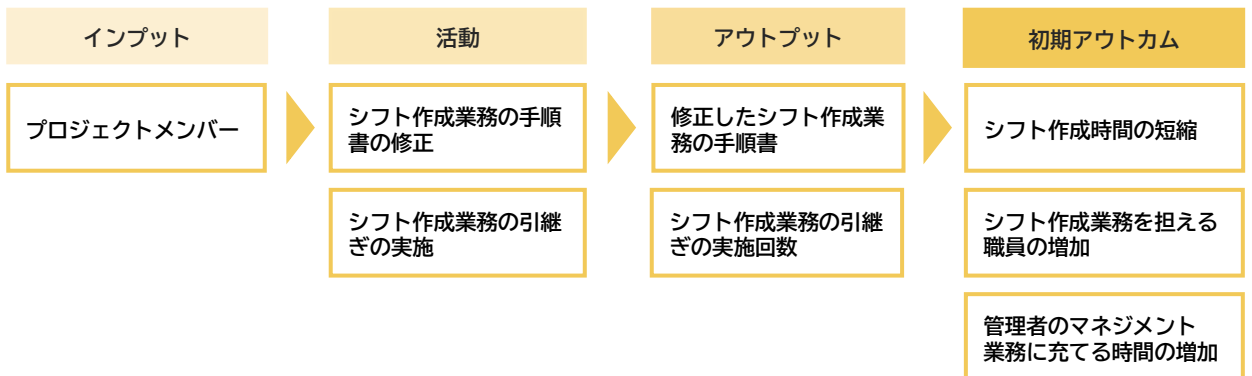 インプット
活動
アウトプット
初期アウトカム
プロジェクトメンバー
シフト作成業務の手順
書の修正
修正したシフト作成業
務の手順書
シフト作成時間の短縮
シフト作成業務の引継
ぎの実施
シフト作成業務の引継
ぎの実施回数
シフト作成業務を担える
職員の増加
管理者のマネジメント
業務に充てる時間の増加